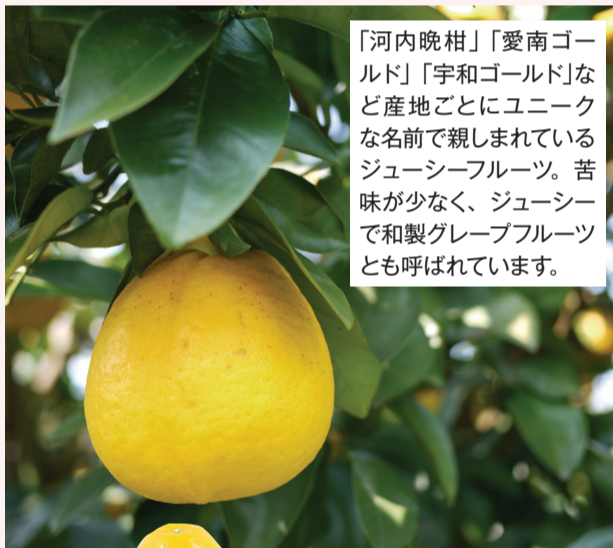 「河内晩柑」「愛南ゴー
ルド」「宇和ゴールド」な
ど産地ごとにユニーク
な名前で親しまれている
ジューシーフルーツ。苦
味が少なく、ジューシー
で和製グレープフルーツ
とも呼ばれています。